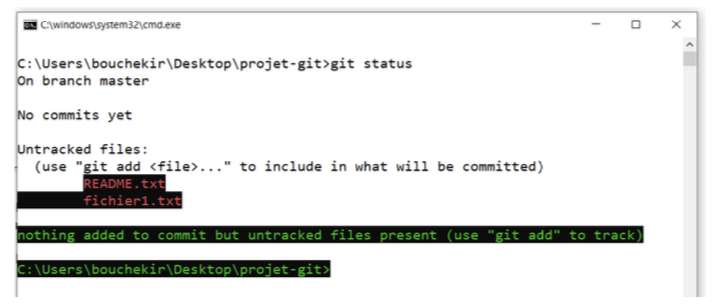 C:\windows\system32\cmd.exe
C:\Users\bouchekir\Desktop\projet-git>git status
On branch master
No commits yet
Untracked files:
(use "git add <file>..." to include in what will be committed)
README.txt
fichier1.txt
nothing added to commit but untracked files present (use "git add" to track)
C:\Users\bouchekir\Desktop\projet-git>